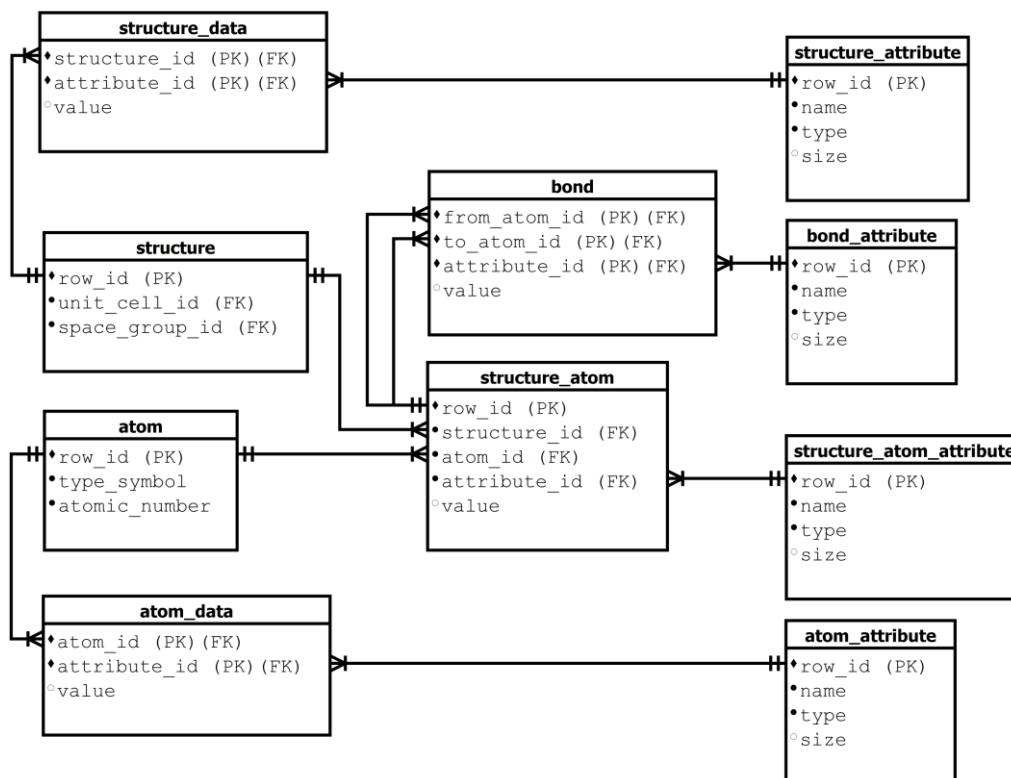 structure_data
structure_id (PK)(FK)
attribute_id (PK)(FK)
value
structure_attribute
row_id (PK)
name
type
size
bond
from_atom_id (PK)(FK)
to_atom_id (PK)(FK)
attribute_id (PK)(FK)
value
bond_attribute
row_id (PK)
name
type
size
structure
row_id (PK)
unit_cell_id (FK)
space_group_id (FK)
structure_atom
row_id (PK)
structure_id (FK)
atom_id (FK)
attribute_id (FK)
value
atom
row_id (PK)
type_symbol
atomic_number
structure_atom_attribute
row_id (PK)
name
type
size
atom_data
atom_id (PK)(FK)
attribute_id (PK)(FK)
value
atom_attribute
row_id (PK)
name
type
size